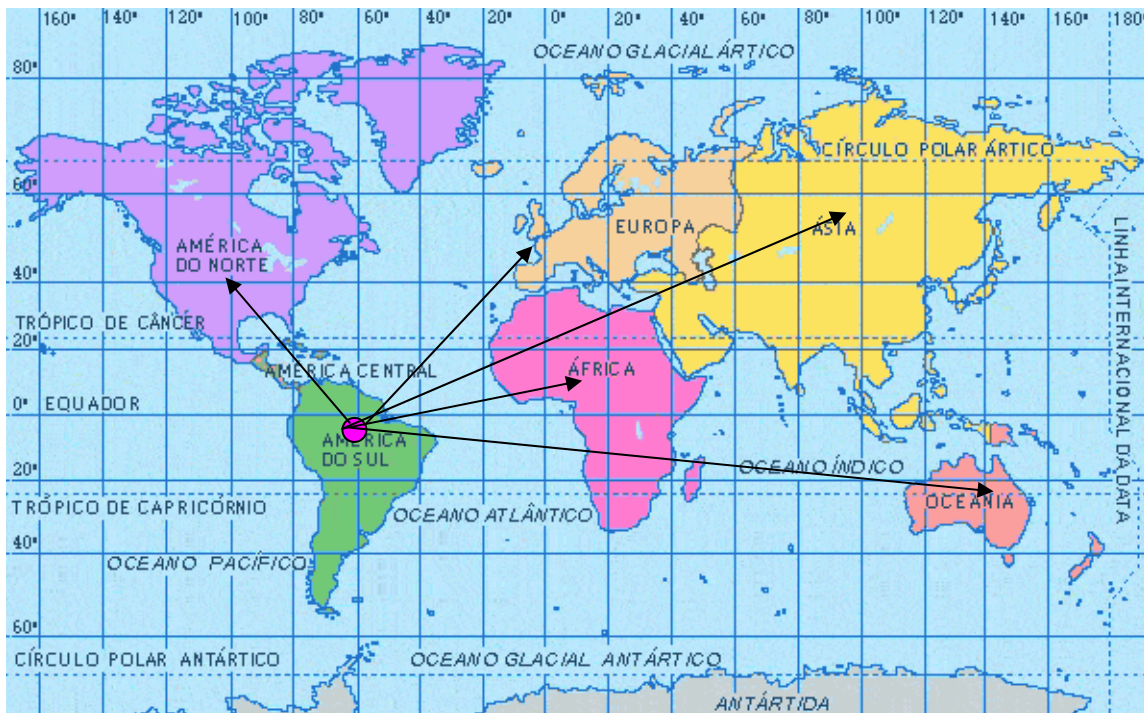 160° 120° 100° 80° 60° 40° 20° 0° 20° 40° 60° 80° 100° 120° 140° 180°
OCEANO GLACIAL ÁRTICO
80°
CÍRCULO POLAR ÁRTICO
60°
EUROPA
ÁSIA
AMÉRICA
DO NORTE
40°
TRÓPICO DE CÂNCER
20°
AMÉRICA CENTRAL
ÁFRICA
0° EQUADOR
AMÉRICA
DO SUL
LINHA INTERNACIONAL DA DATA
20°
OCEANO ÍNDICO
OCEANIA
TRÓPICO DE CAPRICÓRNIO
OCEANO ATLÂNTICO
40°
OCEANO PACÍFICO
60°
CÍRCULO POLAR ANTÁRTICO
OCEANO GLACIAL ANTÁRTICO
ANTÁRTIDA